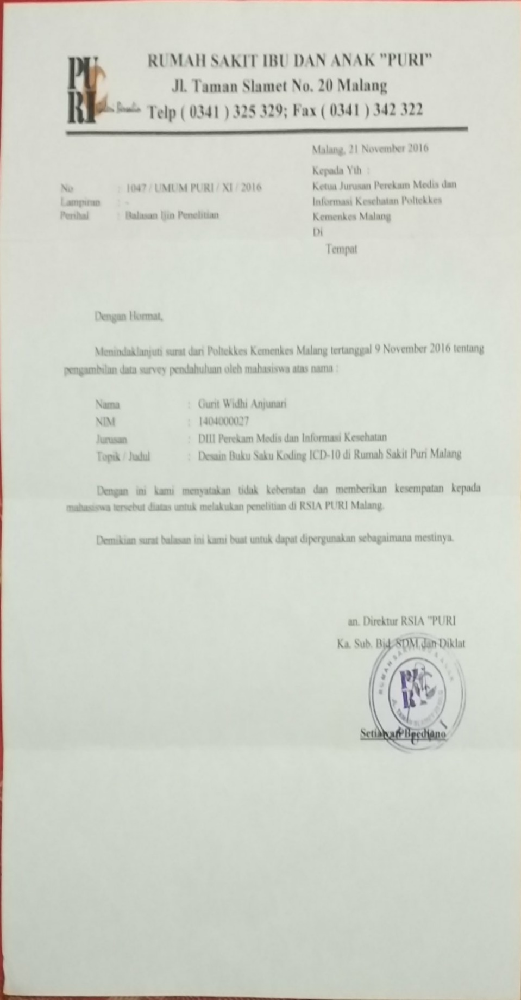 PURI
RUMAH SAKIT IBU DAN ANAK "PURI"
Jl. Taman Slamet No. 20 Malang
Telp ( 0341 ) 325 329; Fax ( 0341 ) 342 322
Malang, 21 November 2016
Kepada Yth :
Ketua Jurusan Perekam Medis dan
Informasi Kesehatan Poltekkes
Kemenkes Malang
Di
Tempat
No : 1047 / UMUM PURI / XI / 2016
Lampiran : -
Perihal : Balasan Ijin Penelitian
Dengan Hormat,
Menindaklanjuti surat dari Poltekkes Kemenkes Malang tertanggal 9 November 2016 tentang
pengambilan data survey pendahuluan oleh mahasiswa atas nama :
Nama : Gurit Widhi Anjunari
NIM : 1404000027
Jurusan : DIII Perekam Medis dan Informasi Kesehatan
Topik / Judul : Desain Buku Saku Koding ICD-10 di Rumah Sakit Puri Malang
Dengan ini kami menyatakan tidak keberatan dan memberikan kesempatan kepada
mahasiswa tersebut diatas untuk melakukan penelitian di RSIA PURI Malang.
Demikian surat balasan ini kami buat untuk dapat dipergunakan sebagaimana mestinya.
an. Direktur RSIA "PURI
Ka. Sub. Bid. SDM dan Diklat
RUMAH SAKIT IBU & ANAK
PURI
Setiawan Boediono